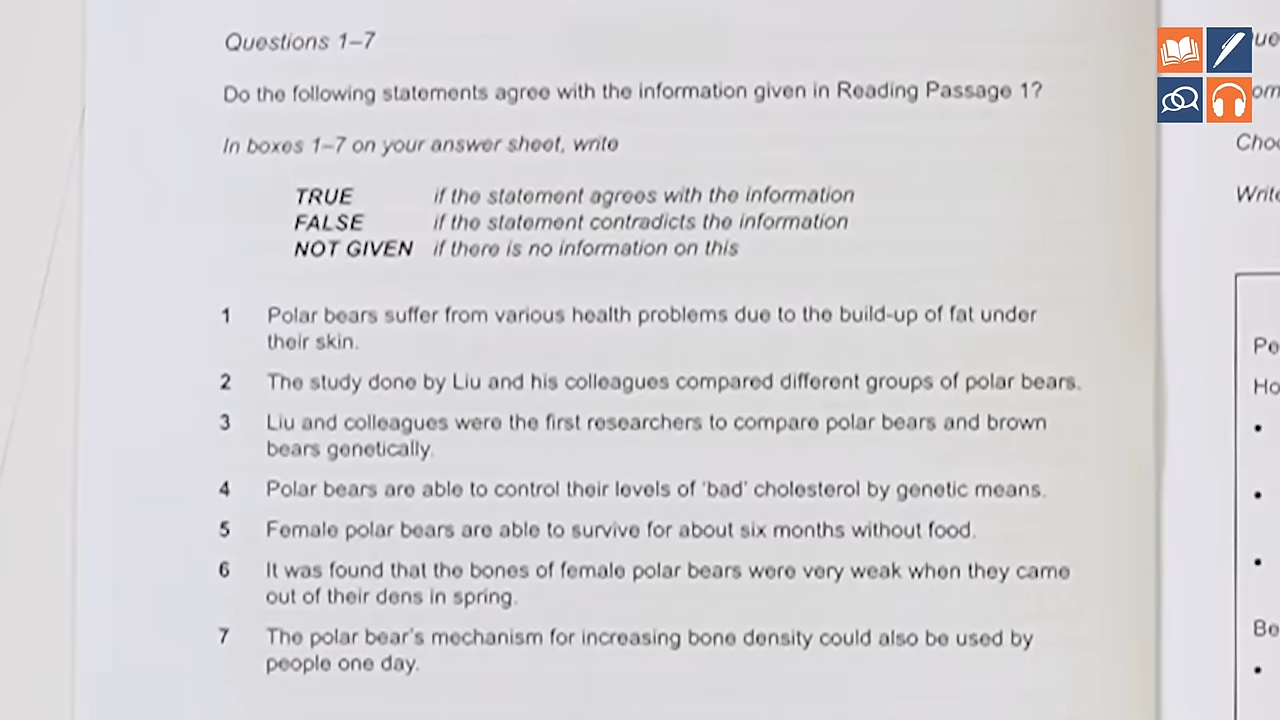 Questions 1–7
Do the following statements agree with the information given in Reading Passage 1?
In boxes 1–7 on your answer sheet, write
TRUE if the statement agrees with the information
FALSE if the statement contradicts the information
NOT GIVEN if there is no information on this
1 Polar bears suffer from various health problems due to the build-up of fat under
their skin.
2 The study done by Liu and his colleagues compared different groups of polar bears.
3 Liu and colleagues were the first researchers to compare polar bears and brown
bears genetically.
4 Polar bears are able to control their levels of 'bad' cholesterol by genetic means.
5 Female polar bears are able to survive for about six months without food.
6 It was found that the bones of female polar bears were very weak when they came
out of their dens in spring.
7 The polar bear's mechanism for increasing bone density could also be used by
people one day.